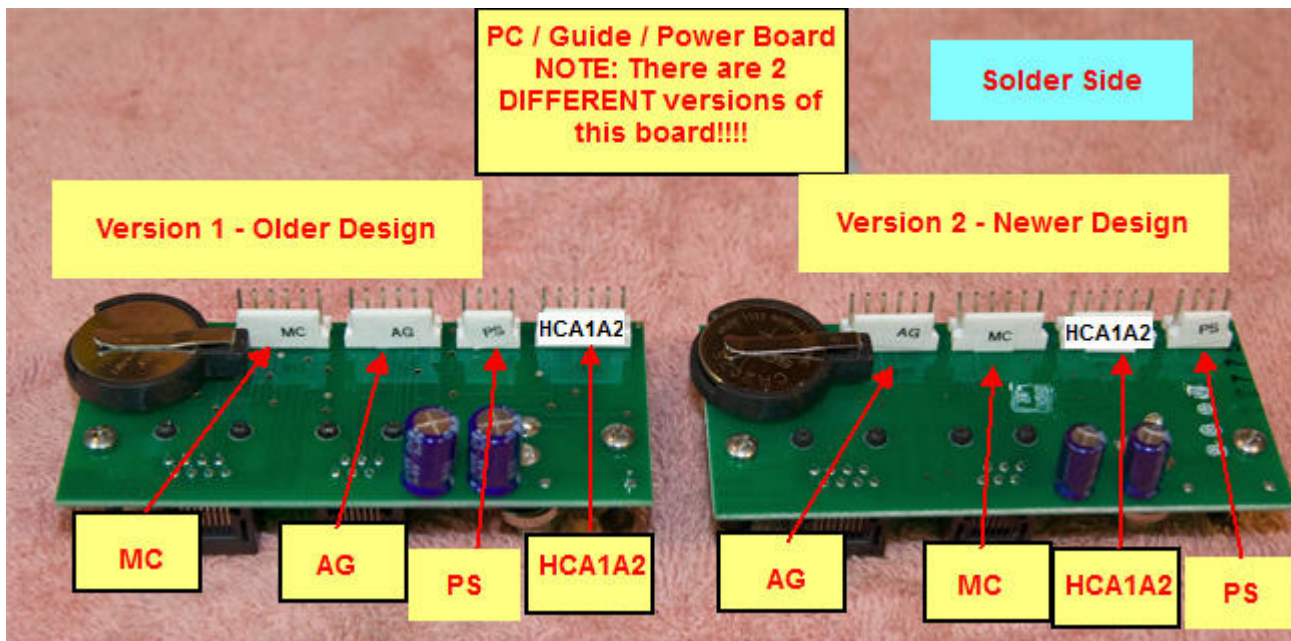 PC / Guide / Power Board
NOTE: There are 2
DIFFERENT versions of
this board!!!!
Solder Side
Version 1 - Older Design
Version 2 - Newer Design
MC
AG
PS
HCA1A2
AG
MC
HCA1A2
PS
MC
AG
PS
HCA1A2
AG
MC
HCA1A2
PS